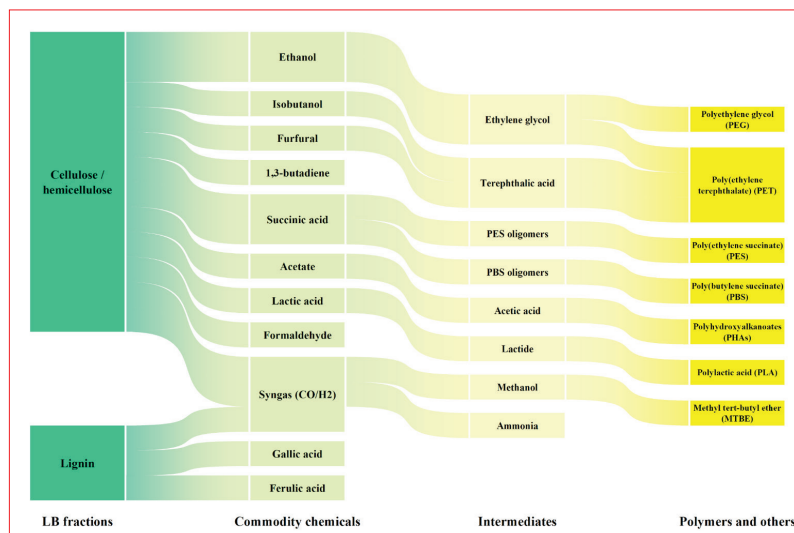 Cellulose /
hemicellulose
Lignin
LB fractions
Ethanol
Isobutanol
Furfural
1,3-butadiene
Succinic acid
Acetate
Lactic acid
Formaldehyde
Syngas (CO/H2)
Gallic acid
Ferulic acid
Commodity chemicals
Ethylene glycol
Terephthalic acid
PES oligomers
PBS oligomers
Acetic acid
Lactide
Methanol
Ammonia
Intermediates
Polyethylene glycol
(PEG)
Poly(ethylene
terephthalate) (PET)
Poly(ethylene succinate)
(PES)
Poly(butylene succinate)
(PBS)
Polyhydroxyalkanoates
(PHAs)
Polylactic acid (PLA)
Methyl tert-butyl ether
(MTBE)
Polymers and others